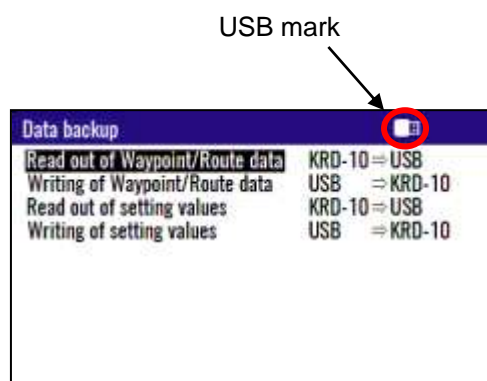 USB mark
Data backup
Read out of Waypoint/Route data KRD-10⇒USB
Writing of Waypoint/Route data USB ⇒KRD-10
Read out of setting values KRD-10⇒USB
Writing of setting values USB ⇒KRD-10